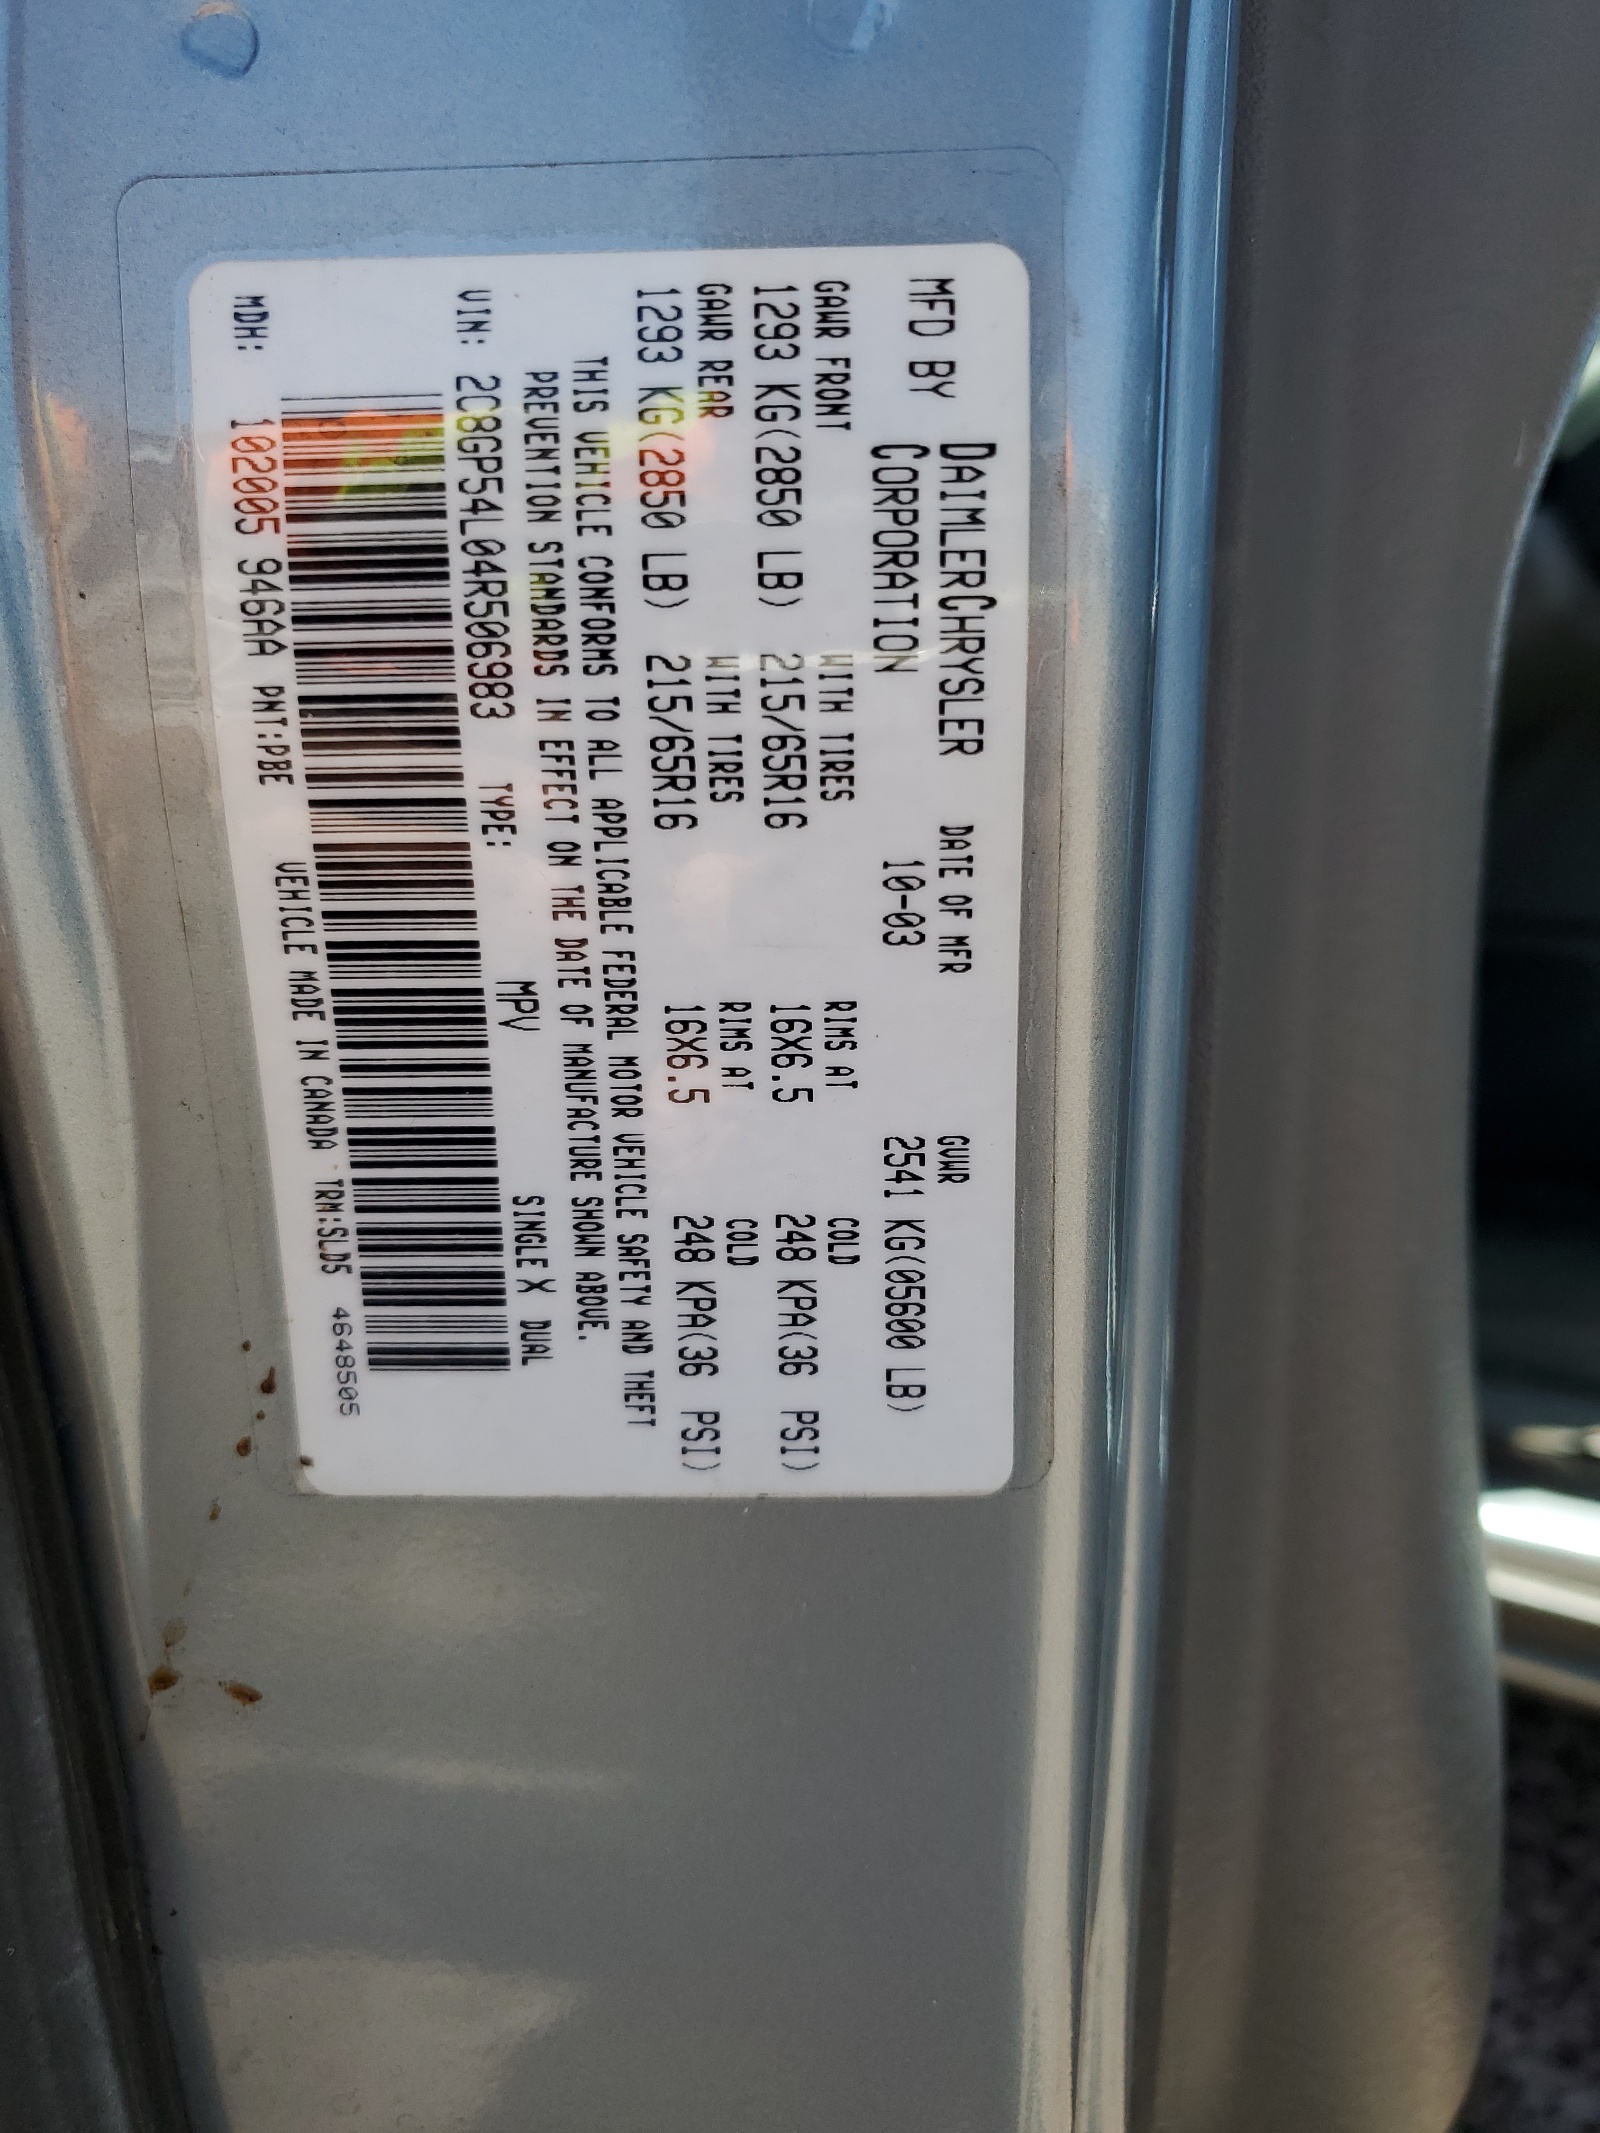 MFD BY DAIMLERCHRYSLER DATE OF MFR GVWR
CORPORATION 10-03 2541 KG(05600 LB)
GAWR FRONT WITH TIRES RIMS AT COLD
1293 KG(2850 LB) 215/65R16 16X6.5 248 KPA(36 PSI)
GAWR REAR WITH TIRES RIMS AT COLD
1293 KG(2850 LB) 215/65R16 16X6.5 248 KPA(36 PSI)
THIS VEHICLE CONFORMS TO ALL APPLICABLE FEDERAL MOTOR VEHICLE SAFETY AND THEFT
PREVENTION STANDARDS IN EFFECT ON THE DATE OF MANUFACTURE SHOWN ABOVE.
VIN: 2C8GP54L04R506983 TYPE: MPV SINGLE X DUAL
MDH: 102005 946AA PNT:PBE VEHICLE MADE IN CANADA TRM:SLD5 4648505